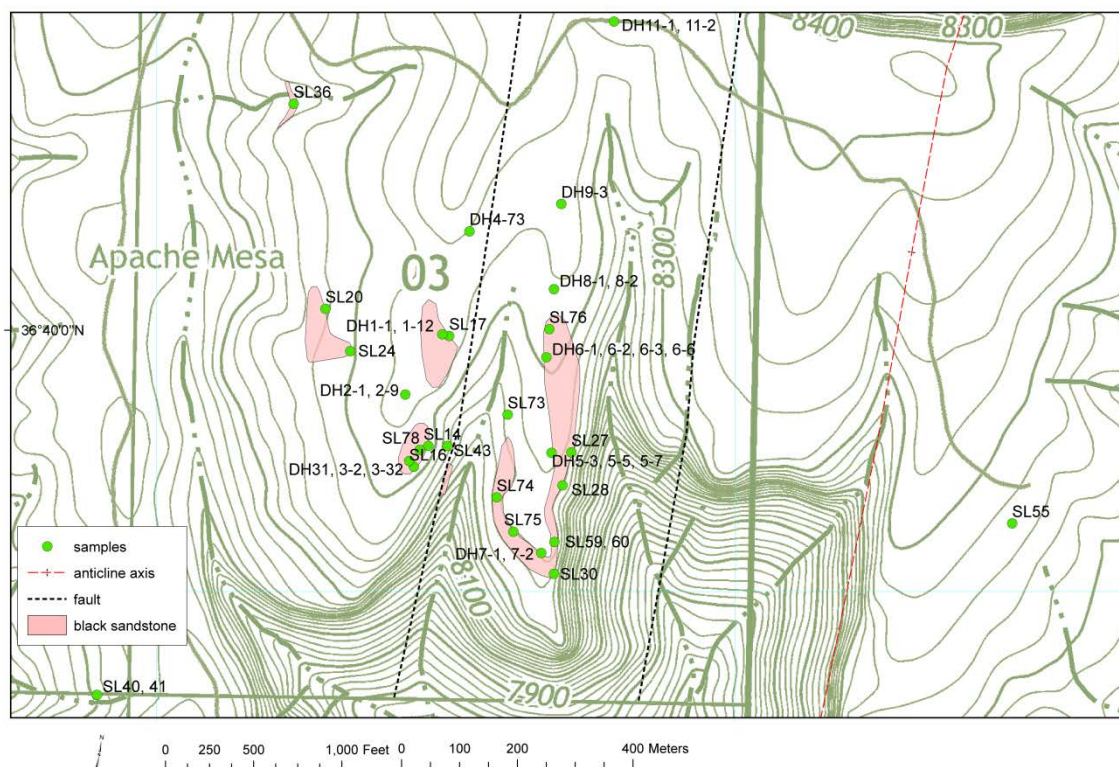 8400
8300
DH11-1, 11-2
SL36
DH9-3
DH4-73
Apache Mesa
03
8300
DH8-1, 8-2
SL20
SL76
36°40'0"N
DH1-1, 1-12
SL17
SL24
DH6-1, 6-2, 6-3, 6-6
DH2-1, 2-9
SL73
SL78
SL14
SL27
SL16
SL43
DH5-3, 5-5, 5-7
DH31, 3-2, 3-32
SL74
SL28
SL55
SL75
SL59, 60
DH7-1, 7-2
SL30
8100
samples
anticline axis
fault
black sandstone
SL40, 41
7900
N
0 250 500 1,000 Feet
0 100 200 400 Meters